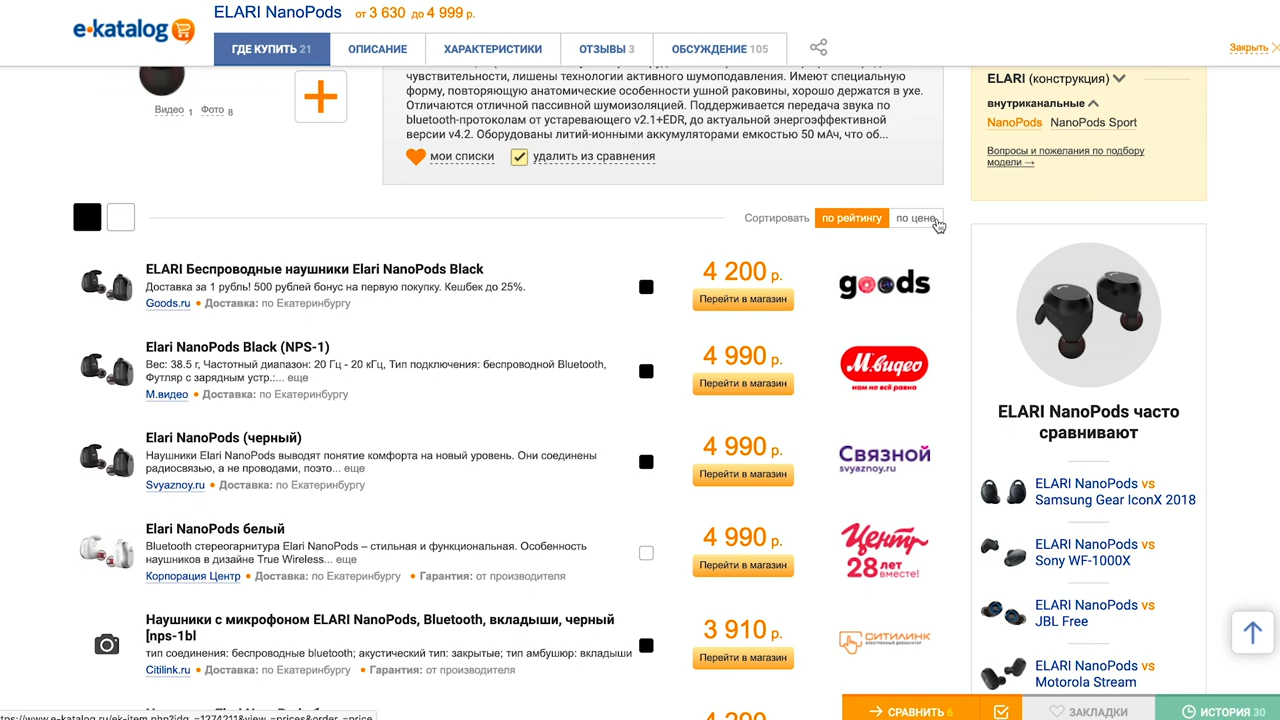 e·katalog
ELARI NanoPods от 3 630 до 4 999 р.
ГДЕ КУПИТЬ 21
ОПИСАНИЕ
ХАРАКТЕРИСТИКИ
ОТЗЫВЫ 3
ОБСУЖДЕНИЕ 105
Закрыть
Видео 1 Фото 8
чувствительности, лишены технологии активного шумоподавления. Имеют специальную
форму, повторяющую анатомические особенности ушной раковины, хорошо держатся в ухе.
Отличаются отличной пассивной шумоизоляцией. Поддерживается передача звука по
bluetooth-протоколам от устаревающего v2.1+EDR, до актуальной энергоэффективной
версии v4.2. Оборудованы литий-ионными аккумуляторами емкостью 50 мАч, что об...
мои списки удалить из сравнения
ELARI (конструкция)
внутриканальные
NanoPods NanoPods Sport
Вопросы и пожелания по подбору
модели →
Сортировать по рейтингу по цене
ELARI Беспроводные наушники Elari NanoPods Black
Доставка за 1 рубль! 500 рублей бонус на первую покупку. Кешбек до 25%.
Goods.ru • Доставка: по Екатеринбургу
4 200 р.
Перейти в магазин
goods
Elari NanoPods Black (NPS-1)
Вес: 38.5 г, Частотный диапазон: 20 Гц - 20 кГц, Тип подключения: беспроводной Bluetooth,
Футляр с зарядным устр.:... еще
М.видео • Доставка: по Екатеринбургу
4 990 р.
Перейти в магазин
М.видео
нам не всё равно
Elari NanoPods (черный)
Наушники Elari NanoPods выводят понятие комфорта на новый уровень. Они соединены
радиосвязью, а не проводами, поэто... еще
Svyaznoy.ru • Доставка: по Екатеринбургу
4 990 р.
Перейти в магазин
Связной
svyaznoy.ru
Elari NanoPods белый
Bluetooth стереогарнитура Elari NanoPods – стильная и функциональная. Особенность
наушников в дизайне True Wireless... еще
Корпорация Центр • Доставка: по Екатеринбургу • Гарантия: от производителя
4 990 р.
Перейти в магазин
Центр
28 лет вместе!
Наушники с микрофоном ELARI NanoPods, Bluetooth, вкладыши, черный
[nps-1bl
тип соединения: беспроводные bluetooth; акустический тип: закрытые; тип амбушюр: вкладыши
Citilink.ru • Доставка: по Екатеринбургу • Гарантия: от производителя
3 910 р.
Перейти в магазин
СИТИЛИНК
ЭЛЕКТРОННЫЙ ДИСКАУНТЕР
ELARI NanoPods часто
сравнивают
ELARI NanoPods vs
Samsung Gear IconX 2018
ELARI NanoPods vs
Sony WF-1000X
ELARI NanoPods vs
JBL Free
ELARI NanoPods vs
Motorola Stream
СРАВНИТЬ 6
ЗАКЛАДКИ
ИСТОРИЯ 30